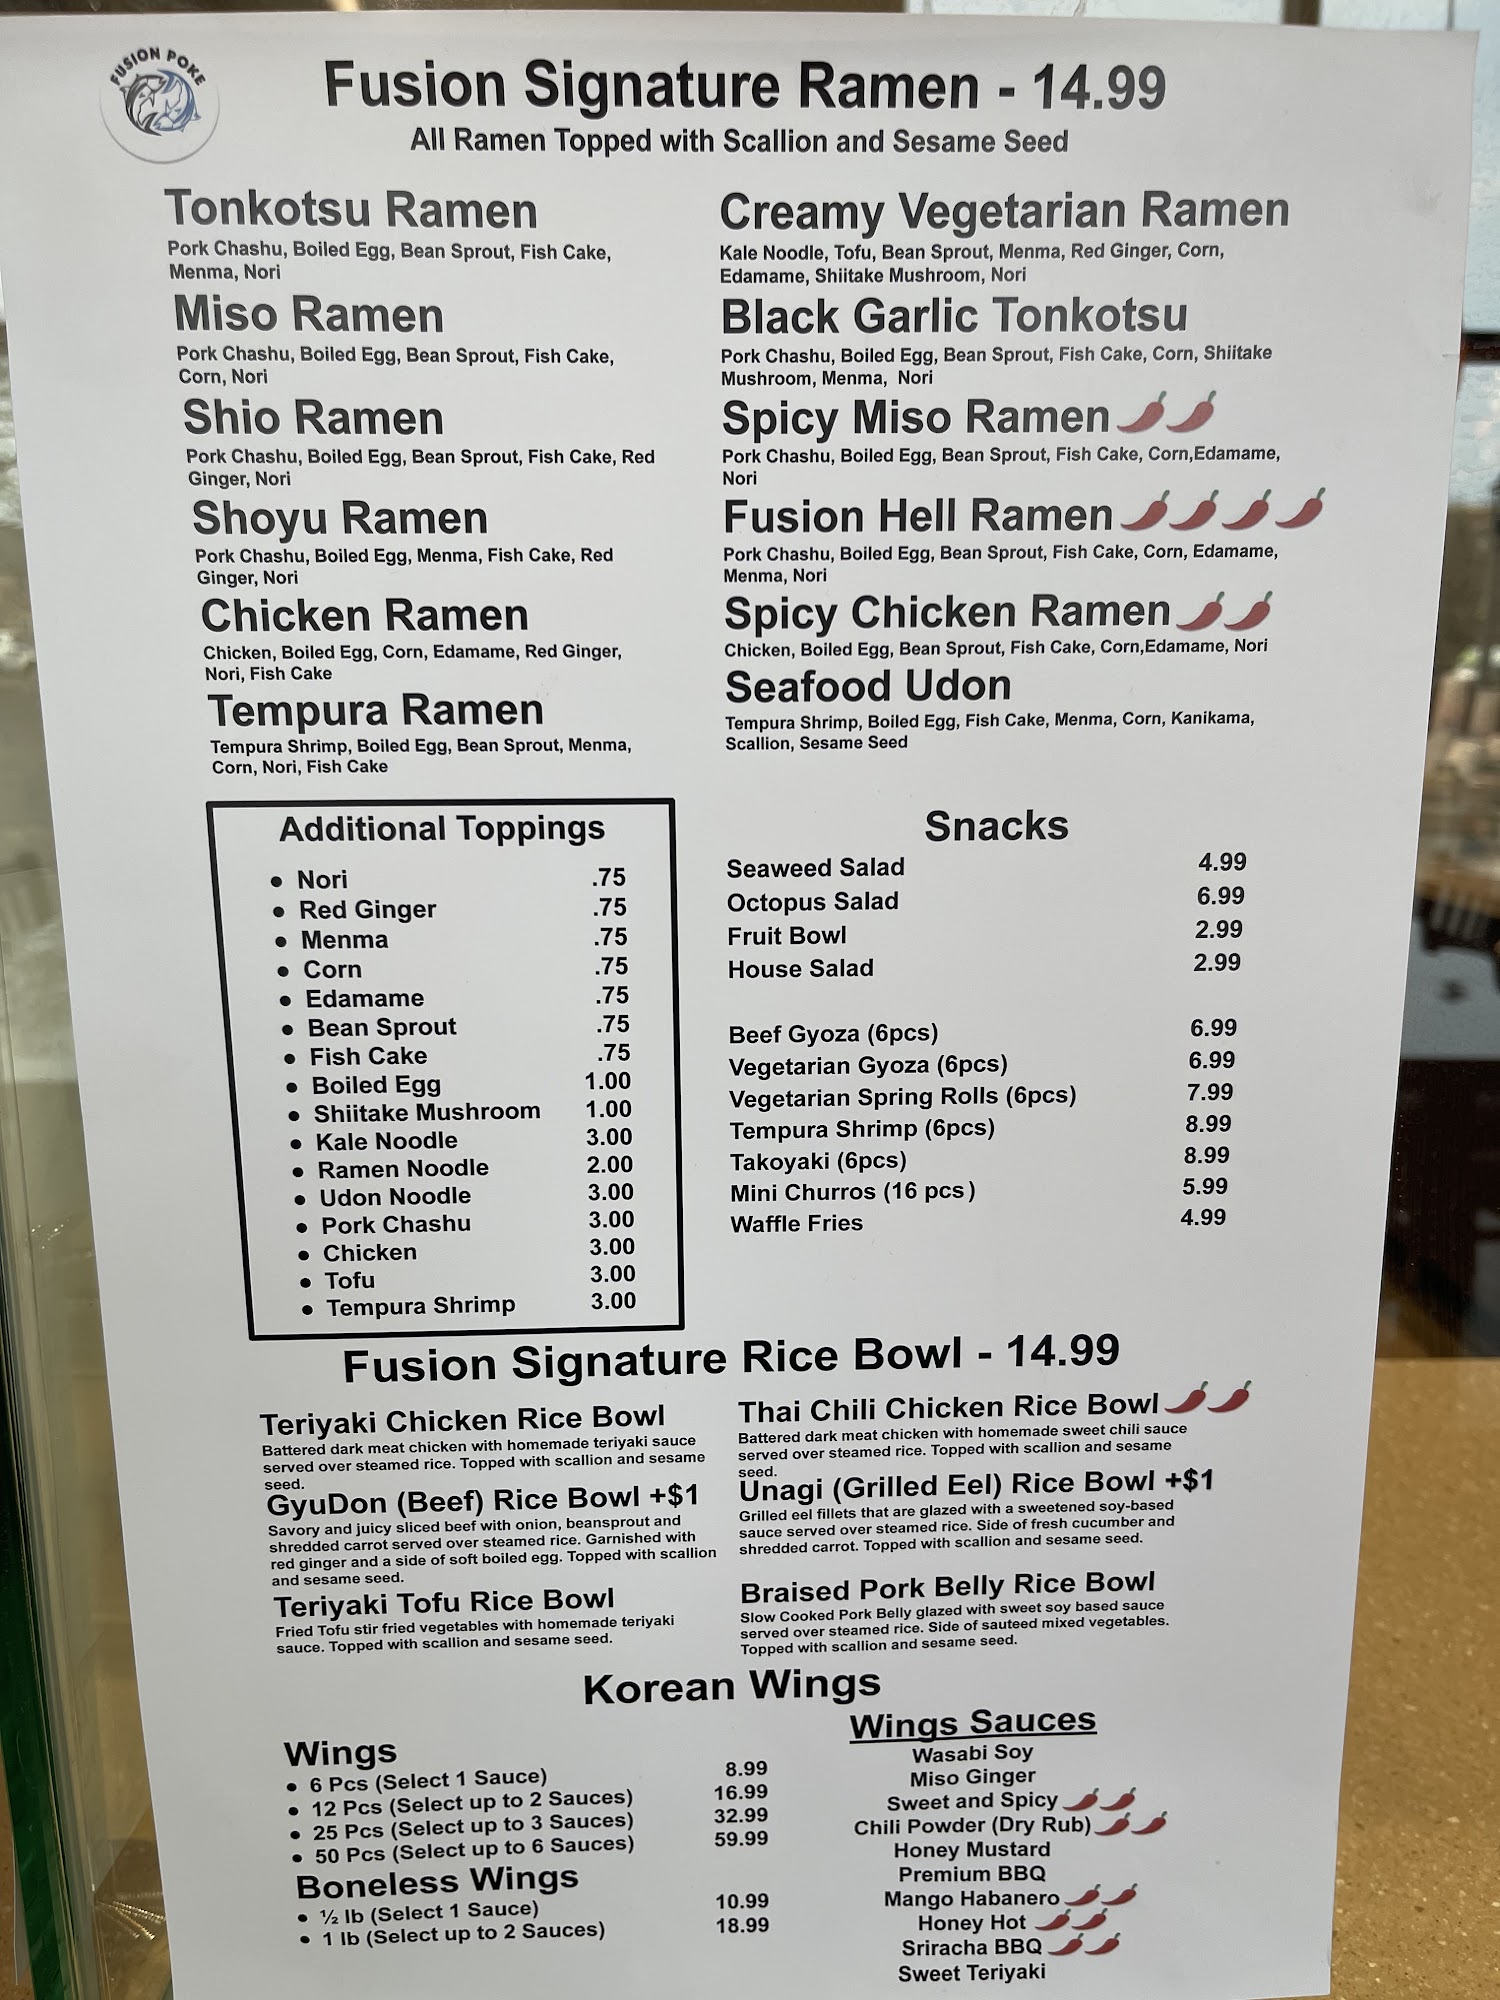 FUSION POKE
Fusion Signature Ramen - 14.99
All Ramen Topped with Scallion and Sesame Seed
Tonkotsu Ramen
Pork Chashu, Boiled Egg, Bean Sprout, Fish Cake,
Menma, Nori
Miso Ramen
Pork Chashu, Boiled Egg, Bean Sprout, Fish Cake,
Corn, Nori
Shio Ramen
Pork Chashu, Boiled Egg, Bean Sprout, Fish Cake, Red
Ginger, Nori
Shoyu Ramen
Pork Chashu, Boiled Egg, Menma, Fish Cake, Red
Ginger, Nori
Chicken Ramen
Chicken, Boiled Egg, Corn, Edamame, Red Ginger,
Nori, Fish Cake
Tempura Ramen
Tempura Shrimp, Boiled Egg, Bean Sprout, Menma,
Corn, Nori, Fish Cake
Creamy Vegetarian Ramen
Kale Noodle, Tofu, Bean Sprout, Menma, Red Ginger, Corn,
Edamame, Shiitake Mushroom, Nori
Black Garlic Tonkotsu
Pork Chashu, Boiled Egg, Bean Sprout, Fish Cake, Corn, Shiitake
Mushroom, Menma, Nori
Spicy Miso Ramen
Pork Chashu, Boiled Egg, Bean Sprout, Fish Cake, Corn,Edamame,
Nori
Fusion Hell Ramen
Pork Chashu, Boiled Egg, Bean Sprout, Fish Cake, Corn, Edamame,
Menma, Nori
Spicy Chicken Ramen
Chicken, Boiled Egg, Bean Sprout, Fish Cake, Corn,Edamame, Nori
Seafood Udon
Tempura Shrimp, Boiled Egg, Fish Cake, Menma, Corn, Kanikama,
Scallion, Sesame Seed
Additional Toppings
• Nori .75
• Red Ginger .75
• Menma .75
• Corn .75
• Edamame .75
• Bean Sprout .75
• Fish Cake .75
• Boiled Egg 1.00
• Shiitake Mushroom 1.00
• Kale Noodle 3.00
• Ramen Noodle 2.00
• Udon Noodle 3.00
• Pork Chashu 3.00
• Chicken 3.00
• Tofu 3.00
• Tempura Shrimp 3.00
Snacks
Seaweed Salad 4.99
Octopus Salad 6.99
Fruit Bowl 2.99
House Salad 2.99
Beef Gyoza (6pcs) 6.99
Vegetarian Gyoza (6pcs) 6.99
Vegetarian Spring Rolls (6pcs) 7.99
Tempura Shrimp (6pcs) 8.99
Takoyaki (6pcs) 8.99
Mini Churros (16 pcs) 5.99
Waffle Fries 4.99
Fusion Signature Rice Bowl - 14.99
Teriyaki Chicken Rice Bowl
Battered dark meat chicken with homemade teriyaki sauce
served over steamed rice. Topped with scallion and sesame
seed.
GyuDon (Beef) Rice Bowl +$1
Savory and juicy sliced beef with onion, beansprout and
shredded carrot served over steamed rice. Garnished with
red ginger and a side of soft boiled egg. Topped with scallion
and sesame seed.
Teriyaki Tofu Rice Bowl
Fried Tofu stir fried vegetables with homemade teriyaki
sauce. Topped with scallion and sesame seed.
Thai Chili Chicken Rice Bowl
Battered dark meat chicken with homemade sweet chili sauce
served over steamed rice. Topped with scallion and sesame
seed.
Unagi (Grilled Eel) Rice Bowl +$1
Grilled eel fillets that are glazed with a sweetened soy-based
sauce served over steamed rice. Side of fresh cucumber and
shredded carrot. Topped with scallion and sesame seed.
Braised Pork Belly Rice Bowl
Slow Cooked Pork Belly glazed with sweet soy based sauce
served over steamed rice. Side of sauteed mixed vegetables.
Topped with scallion and sesame seed.
Korean Wings
Wings
• 6 Pcs (Select 1 Sauce) 8.99
• 12 Pcs (Select up to 2 Sauces) 16.99
• 25 Pcs (Select up to 3 Sauces) 32.99
• 50 Pcs (Select up to 6 Sauces) 59.99
Boneless Wings
• ½ lb (Select 1 Sauce) 10.99
• 1 lb (Select up to 2 Sauces) 18.99
Wings Sauces
Wasabi Soy
Miso Ginger
Sweet and Spicy
Chili Powder (Dry Rub)
Honey Mustard
Premium BBQ
Mango Habanero
Honey Hot
Sriracha BBQ
Sweet Teriyaki